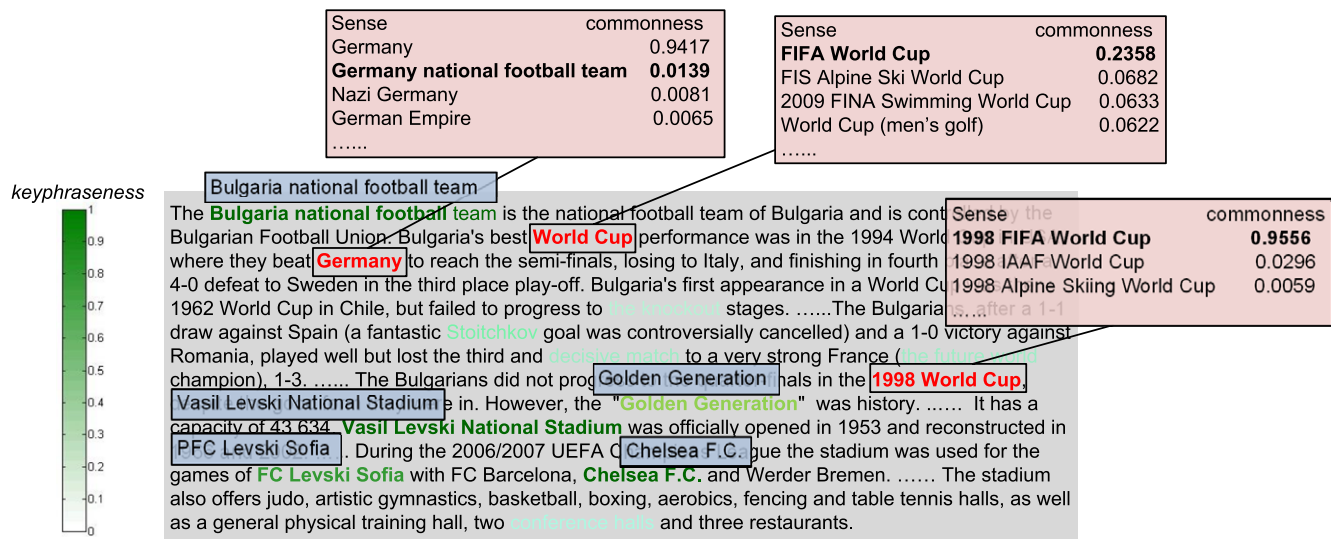 Sense commonness
Germany 0.9417
Germany national football team 0.0139
Nazi Germany 0.0081
German Empire 0.0065
…...
Sense commonness
FIFA World Cup 0.2358
FIS Alpine Ski World Cup 0.0682
2009 FINA Swimming World Cup 0.0633
World Cup (men's golf) 0.0622
…...
keyphraseness
1
0.9
0.8
0.7
0.6
0.5
0.4
0.3
0.2
0.1
0
Bulgaria national football team
The Bulgaria national football team is the national football team of Bulgaria and is controlled by the
Bulgarian Football Union. Bulgaria's best World Cup performance was in the 1994 World
where they beat Germany to reach the semi-finals, losing to Italy, and finishing in fourth
4-0 defeat to Sweden in the third place play-off. Bulgaria's first appearance in a World Cup
1962 World Cup in Chile, but failed to progress to the knockout stages. …...The Bulgarians, after a 1-1
draw against Spain (a fantastic Stoitchkov goal was controversially cancelled) and a 1-0 victory against
Romania, played well but lost the third and decisive match to a very strong France (the future world
champion), 1-3. …... The Bulgarians did not prog nals in the 1998 World Cup,
e in. However, the "Golden Generation" was history. …... It has a
capacity of 43,634. Vasil Levski National Stadium was officially opened in 1953 and reconstructed in
. During the 2006/2007 UEFA C gue the stadium was used for the
games of FC Levski Sofia with FC Barcelona, Chelsea F.C. and Werder Bremen. …... The stadium
also offers judo, artistic gymnastics, basketball, boxing, aerobics, fencing and table tennis halls, as well
as a general physical training hall, two conference halls and three restaurants.
Sense commonness
1998 FIFA World Cup 0.9556
1998 IAAF World Cup 0.0296
1998 Alpine Skiing World Cup 0.0059
…...
Golden Generation
Vasil Levski National Stadium
PFC Levski Sofia
Chelsea F.C.